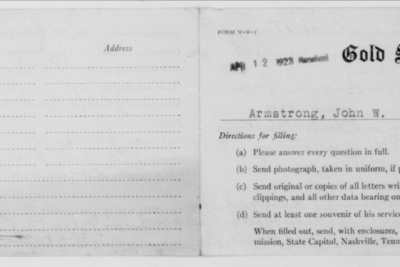 Address
APR 12 1923 Received
Gold S
Armstrong, John W.
Directions for filling:
(a) Please answer every question in full.
(b) Send photograph, taken in uniform, if p
(c) Send original or copies of all letters wri
clippings, and all other data bearing on
(d) Send at least one souvenir of his service
When filled out, send, with enclosures,
mission, State Capitol, Nashville, Tenn